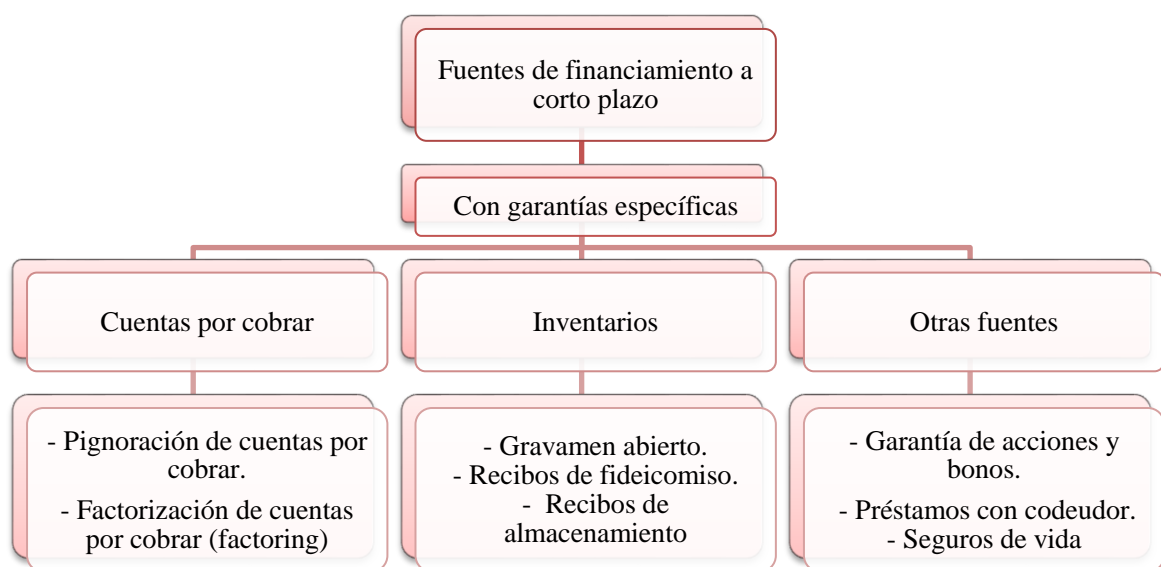 Fuentes de financiamiento a
corto plazo
Con garantías específicas
Cuentas por cobrar
Inventarios
Otras fuentes
- Pignoración de cuentas por
cobrar.
- Factorización de cuentas
por cobrar (factoring)
- Gravamen abierto.
- Recibos de fideicomiso.
- Recibos de
almacenamiento
- Garantía de acciones y
bonos.
- Préstamos con codeudor.
- Seguros de vida